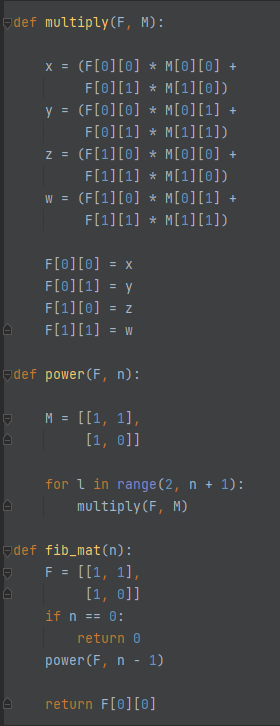 def multiply(F, M):
x = (F[0][0] * M[0][0] +
F[0][1] * M[1][0])
y = (F[0][0] * M[0][1] +
F[0][1] * M[1][1])
z = (F[1][0] * M[0][0] +
F[1][1] * M[1][0])
w = (F[1][0] * M[0][1] +
F[1][1] * M[1][1])
F[0][0] = x
F[0][1] = y
F[1][0] = z
F[1][1] = w
def power(F, n):
M = [[1, 1],
[1, 0]]
for l in range(2, n + 1):
multiply(F, M)
def fib_mat(n):
F = [[1, 1],
[1, 0]]
if n == 0:
return 0
power(F, n - 1)
return F[0][0]